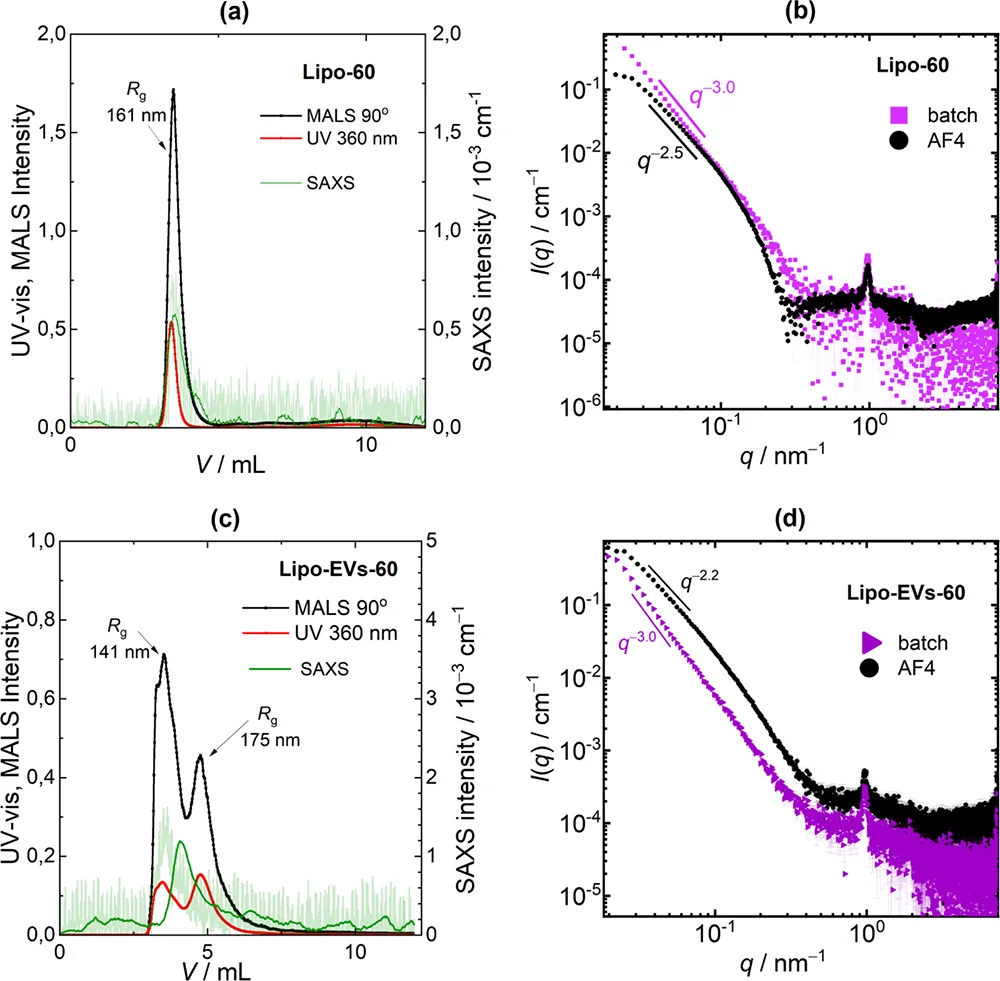 (a)
2,0
1,5
1,0
0,5
0,0
UV-vis, MALS Intensity
2,0
1,5
1,0
0,5
0,0
SAXS intensity / 10⁻³ cm⁻¹
Lipo-60
Rg
161 nm
MALS 90º
UV 360 nm
SAXS
0
10
V / mL
(b)
10⁻¹
10⁻²
10⁻³
10⁻⁴
10⁻⁵
10⁻⁶
I(q) / cm⁻¹
q⁻³·⁰
q⁻²·⁵
Lipo-60
batch
AF4
10⁻¹
10⁰
q / nm⁻¹
(c)
1,0
0,8
0,6
0,4
0,2
0,0
UV-vis, MALS Intensity
5
4
3
2
1
0
SAXS intensity / 10⁻³ cm⁻¹
Lipo-EVs-60
MALS 90º
UV 360 nm
SAXS
Rg
141 nm
Rg
175 nm
0
5
10
V / mL
(d)
10⁻¹
10⁻²
10⁻³
10⁻⁴
10⁻⁵
I(q) / cm⁻¹
q⁻²·²
q⁻³·⁰
Lipo-EVs-60
batch
AF4
10⁻¹
10⁰
q / nm⁻¹